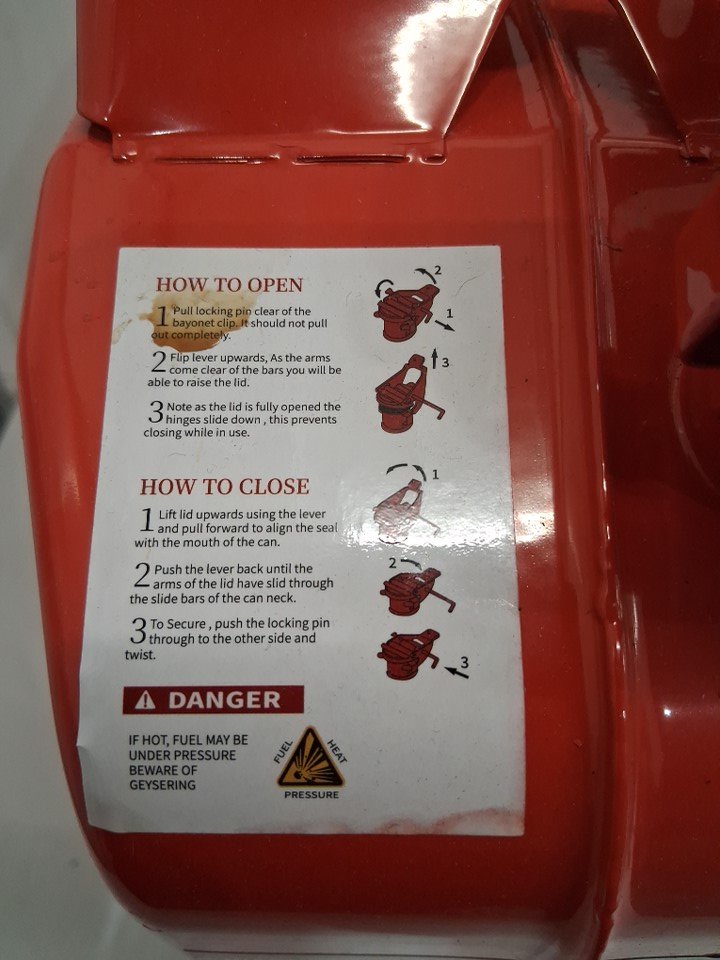 HOW TO OPEN
1 Pull locking pin clear of the
bayonet clip. It should not pull
out completely.
2 Flip lever upwards, As the arms
come clear of the bars you will be
able to raise the lid.
3 Note as the lid is fully opened the
hinges slide down , this prevents
closing while in use.
2
1
3
HOW TO CLOSE
1 Lift lid upwards using the lever
and pull forward to align the seal
with the mouth of the can.
2 Push the lever back until the
arms of the lid have slid through
the slide bars of the can neck.
3 To Secure , push the locking pin
through to the other side and
twist.
1
2
3
DANGER
IF HOT, FUEL MAY BE
UNDER PRESSURE
BEWARE OF
GEYSERING
FUEL
HEAT
PRESSURE